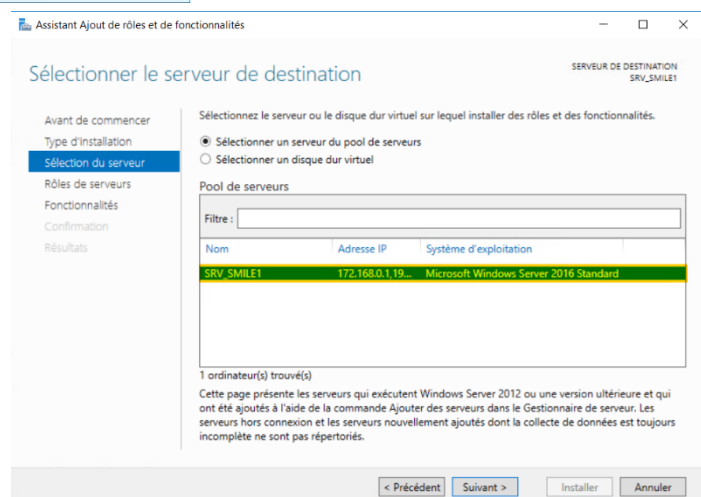 Assistant Ajout de rôles et de fonctionnalités
Sélectionner le serveur de destination
SERVEUR DE DESTINATION
SRV_SMILE1
Avant de commencer
Type d'installation
Sélection du serveur
Rôles de serveurs
Fonctionnalités
Confirmation
Résultats
Sélectionnez le serveur ou le disque dur virtuel sur lequel installer des rôles et des fonctionnalités.
Sélectionner un serveur du pool de serveurs
Sélectionner un disque dur virtuel
Pool de serveurs
Filtre :
Nom Adresse IP Système d'exploitation
SRV_SMILE1 172.168.0.1,19... Microsoft Windows Server 2016 Standard
1 ordinateur(s) trouvé(s)
Cette page présente les serveurs qui exécutent Windows Server 2012 ou une version ultérieure et qui
ont été ajoutés à l'aide de la commande Ajouter des serveurs dans le Gestionnaire de serveur. Les
serveurs hors connexion et les serveurs nouvellement ajoutés dont la collecte de données est toujours
incomplète ne sont pas répertoriés.
< Précédent Suivant > Installer Annuler